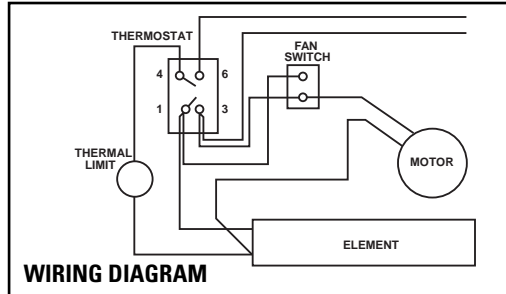 THERMOSTAT
FAN
SWITCH
4
6
1
3
THERMAL
LIMIT
MOTOR
ELEMENT
WIRING DIAGRAM